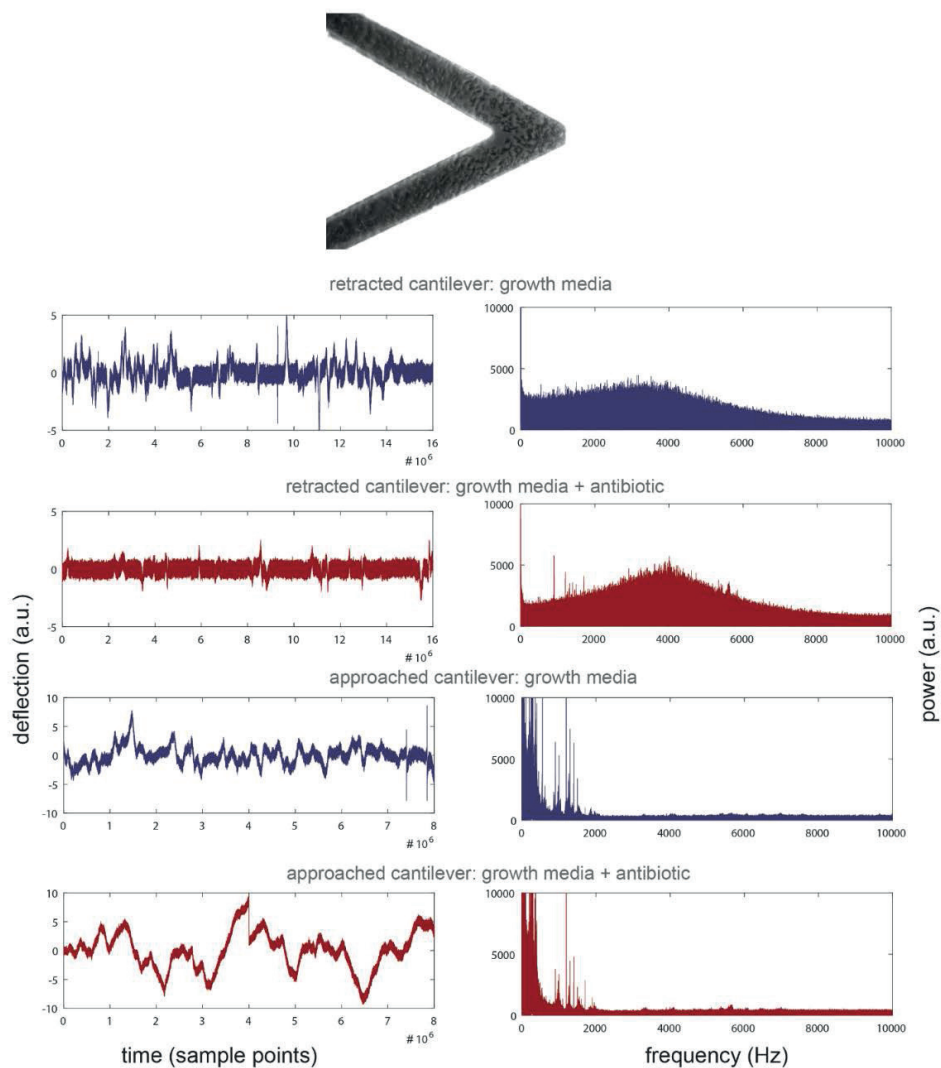 retracted cantilever: growth media
5
0
-5
0 2 4 6 8 10 12 14 16
# 10^6
10000
5000
0
0 2000 4000 6000 8000 10000
retracted cantilever: growth media + antibiotic
5
0
-5
0 2 4 6 8 10 12 14 16
# 10^6
10000
5000
0
0 2000 4000 6000 8000 10000
deflection (a.u.)
power (a.u.)
approached cantilever: growth media
10
5
0
-5
-10
0 1 2 3 4 5 6 7 8
# 10^6
10000
5000
0
0 2000 4000 6000 8000 10000
approached cantilever: growth media + antibiotic
10
5
0
-5
-10
0 1 2 3 4 5 6 7 8
# 10^6
10000
5000
0
0 2000 4000 6000 8000 10000
time (sample points)
frequency (Hz)